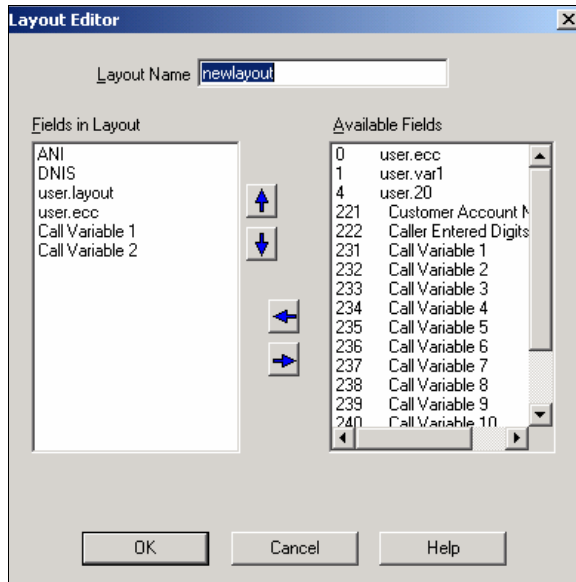 Layout Editor
Layout Name newlayout
Fields in Layout
ANI
DNIS
user.layout
user.ecc
Call Variable 1
Call Variable 2
Available Fields
0 user.ecc
1 user.var1
4 user.20
221 Customer Account N
222 Caller Entered Digits
231 Call Variable 1
232 Call Variable 2
233 Call Variable 3
234 Call Variable 4
235 Call Variable 5
236 Call Variable 6
237 Call Variable 7
238 Call Variable 8
239 Call Variable 9
240 Call Variable 10
OK Cancel Help